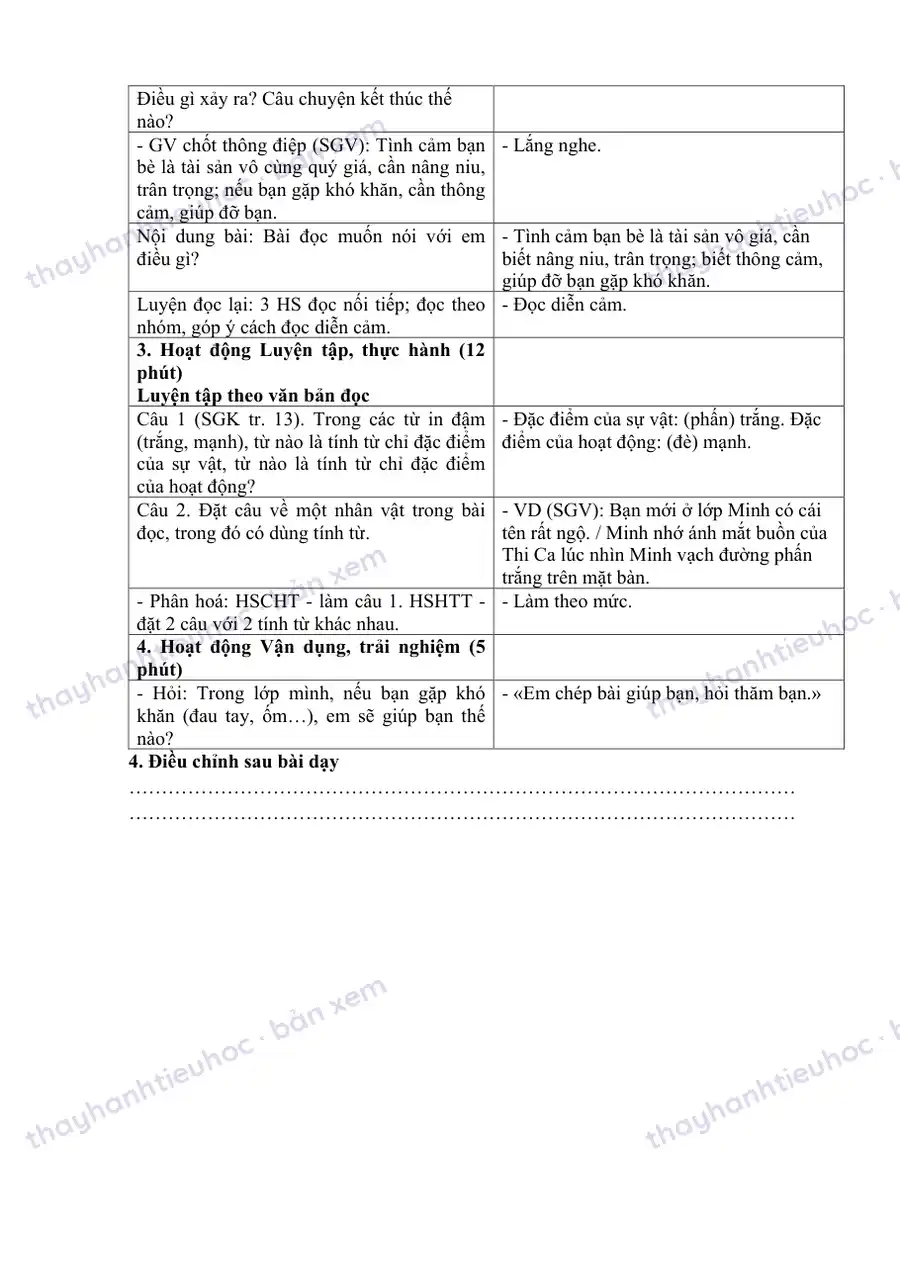 Điều gì xảy ra? Câu chuyện kết thúc thế
nào?
- GV chốt thông điệp (SGV): Tình cảm bạn
bè là tài sản vô cùng quý giá, cần nâng niu,
trân trọng; nếu bạn gặp khó khăn, cần thông
cảm, giúp đỡ bạn.
- Lắng nghe.
Nội dung bài: Bài đọc muốn nói với em
điều gì?
- Tình cảm bạn bè là tài sản vô giá, cần
biết nâng niu, trân trọng; biết thông cảm,
giúp đỡ bạn gặp khó khăn.
Luyện đọc lại: 3 HS đọc nối tiếp; đọc theo
nhóm, góp ý cách đọc diễn cảm.
- Đọc diễn cảm.
3. Hoạt động Luyện tập, thực hành (12
phút)
Luyện tập theo văn bản đọc
Câu 1 (SGK tr. 13). Trong các từ in đậm
(trắng, mạnh), từ nào là tính từ chỉ đặc điểm
của sự vật, từ nào là tính từ chỉ đặc điểm
của hoạt động?
- Đặc điểm của sự vật: (phấn) trắng. Đặc
điểm của hoạt động: (đè) mạnh.
Câu 2. Đặt câu về một nhân vật trong bài
đọc, trong đó có dùng tính từ.
- VD (SGV): Bạn mới ở lớp Minh có cái
tên rất ngộ. / Minh nhớ ánh mắt buồn của
Thi Ca lúc nhìn Minh vạch đường phấn
trắng trên mặt bàn.
- Phân hoá: HSCHT - làm câu 1. HSHTT -
đặt 2 câu với 2 tính từ khác nhau.
- Làm theo mức.
4. Hoạt động Vận dụng, trải nghiệm (5
phút)
- Hỏi: Trong lớp mình, nếu bạn gặp khó
khăn (đau tay, ốm…), em sẽ giúp bạn thế
nào?
- «Em chép bài giúp bạn, hỏi thăm bạn.»
4. Điều chỉnh sau bài dạy
…………………………………………………………………………………………
…………………………………………………………………………………………
thayhanhtieuhoc · bản xem
thayhanhtieuhoc · b
thayhanhtieuhoc · bản xem
thayhanhtieuhoc · b
thayhanhtieuhoc · bản xem
thayhanhtieuhoc · b